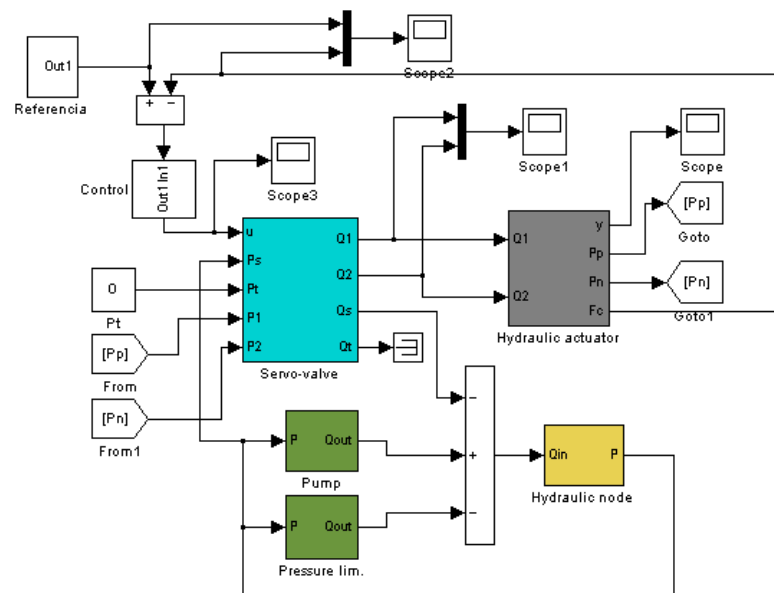 Out1
Referencia
Scope2
+ −
Control
Out1 In1
Scope3
Scope1
Scope
[Pp]
Goto
[Pn]
Goto1
u
Ps
Pt
P1
P2
Q1
Q2
Qs
Qt
Servo-valve
Q1
Q2
y
Pp
Pn
Fc
Hydraulic actuator
0
Pt
[Pp]
From
[Pn]
From1
P Qout
Pump
P Qout
Pressure lim.
−
+
−
Qin P
Hydraulic node